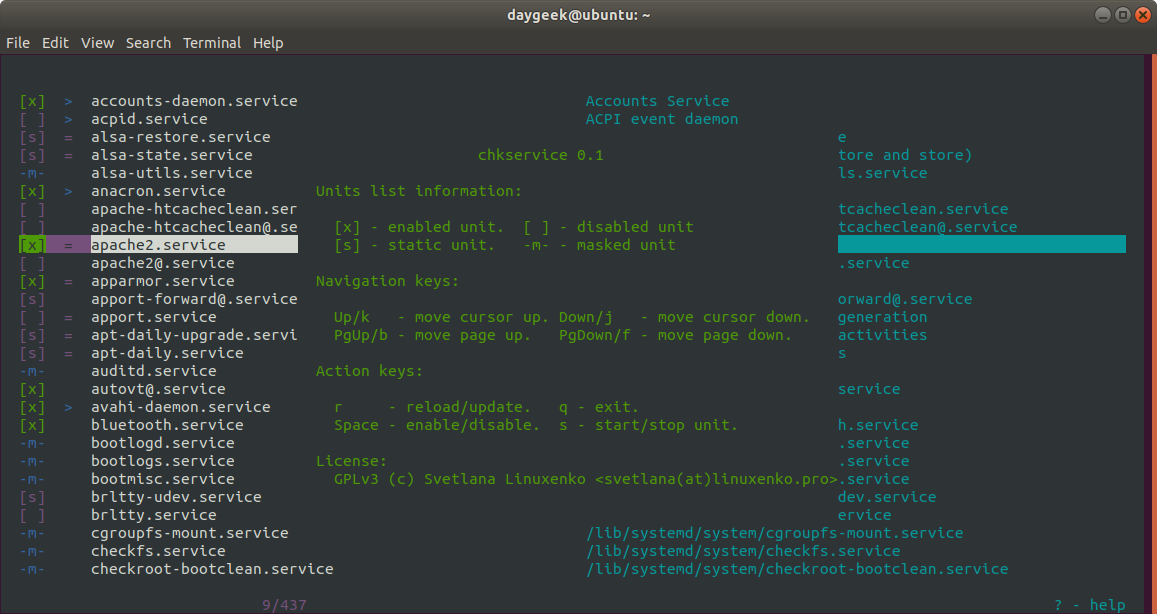 daygeek@ubuntu: ~
File Edit View Search Terminal Help
[x] > accounts-daemon.service Accounts Service
[ ] > acpid.service ACPI event daemon
[s] = alsa-restore.service e
[s] = alsa-state.service chkservice 0.1 tore and store)
-m- alsa-utils.service ls.service
[x] > anacron.service Units list information:
[ ] apache-htcacheclean.ser tcacheclean.service
[ ] apache-htcacheclean@.se [x] - enabled unit. [ ] - disabled unit tcacheclean@.service
[x] = apache2.service [s] - static unit. -m- - masked unit
[ ] apache2@.service .service
[x] = apparmor.service Navigation keys:
[s] apport-forward@.service orward@.service
[ ] = apport.service Up/k - move cursor up. Down/j - move cursor down. generation
[s] = apt-daily-upgrade.servi PgUp/b - move page up. PgDown/f - move page down. activities
[s] = apt-daily.service s
-m- auditd.service Action keys:
[x] autovt@.service service
[x] > avahi-daemon.service r - reload/update. q - exit.
[x] bluetooth.service Space - enable/disable. s - start/stop unit. h.service
-m- bootlogd.service .service
-m- bootlogs.service License: .service
-m- bootmisc.service GPLv3 (c) Svetlana Linuxenko <svetlana(at)linuxenko.pro>.service
[s] brltty-udev.service dev.service
[ ] brltty.service ervice
-m- cgroupfs-mount.service /lib/systemd/system/cgroupfs-mount.service
-m- checkfs.service /lib/systemd/system/checkfs.service
-m- checkroot-bootclean.service /lib/systemd/system/checkroot-bootclean.service
9/437 ? - help